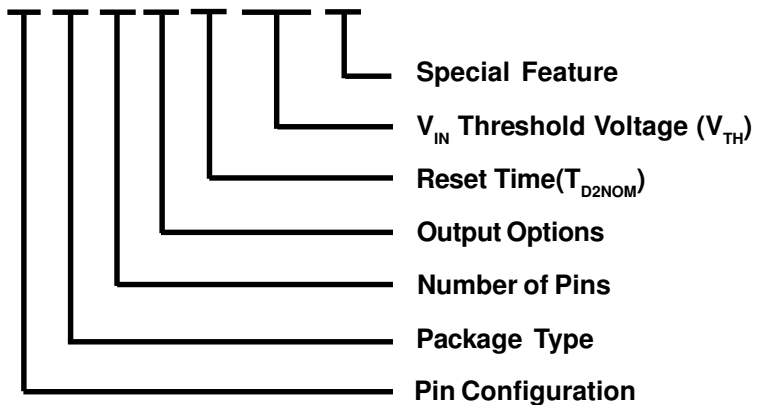 Special Feature
V_IN Threshold Voltage (V_TH)
Reset Time(T_D2NOM)
Output Options
Number of Pins
Package Type
Pin Configuration